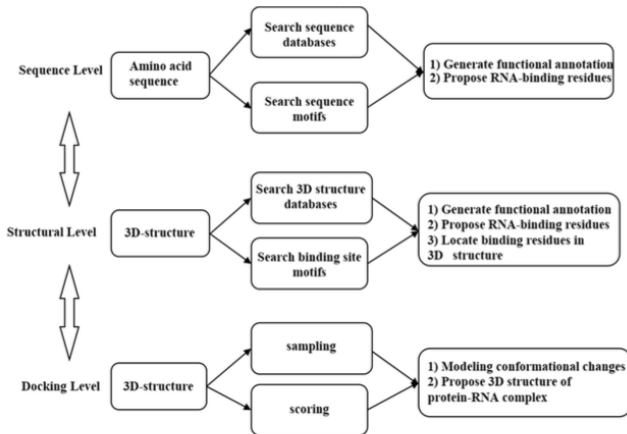 Search sequence
databases
Sequence Level
Amino acid
sequence
1) Generate functional annotation
2) Propose RNA-binding residues
Search sequence
motifs
Search 3D structure
databases
Structural Level
3D-structure
1) Generate functional annotation
2) Propose RNA-binding residues
3) Locate binding residues in
3D structure
Search binding site
motifs
sampling
Docking Level
3D-structure
1) Modeling conformational changes
2) Propose 3D structure of
protein-RNA complex
scoring